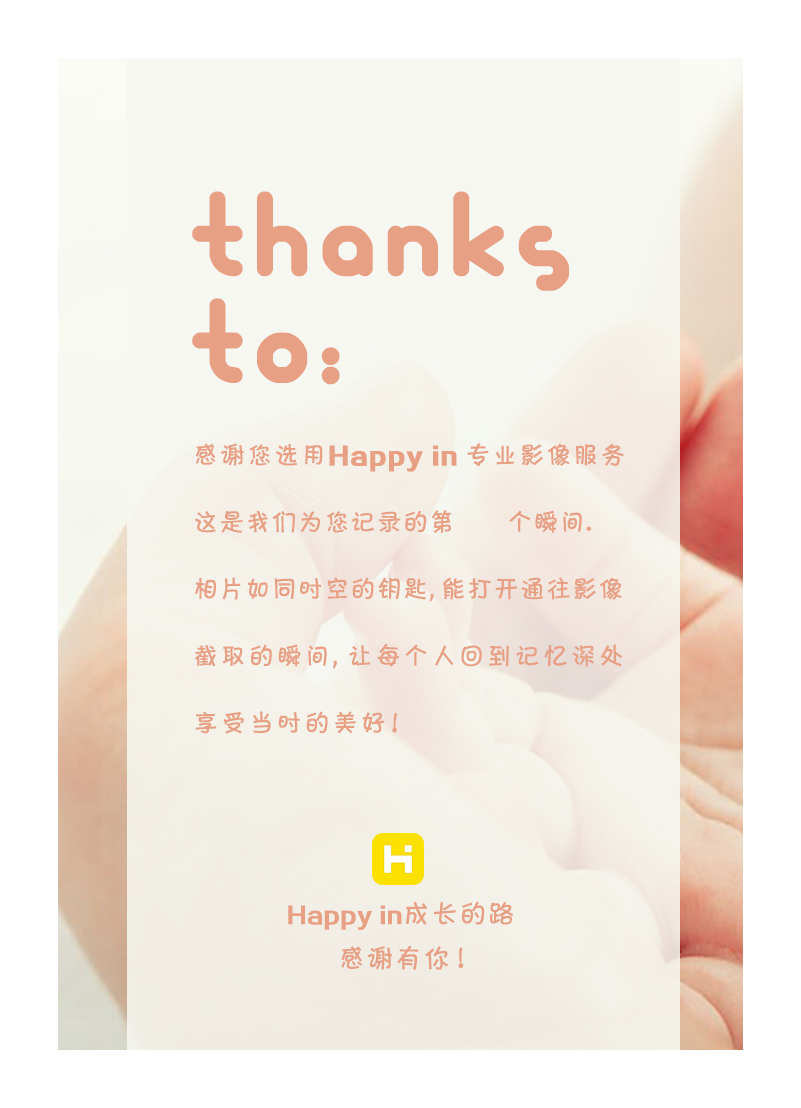 thanks
to:
感谢您选用Happy in 专业影像服务
这是我们为您记录的第　　个瞬间.
相片如同时空的钥匙,能打开通往影像
截取的瞬间,让每个人回到记忆深处
享受当时的美好!
Hi
Happy in成长的路
感谢有你!